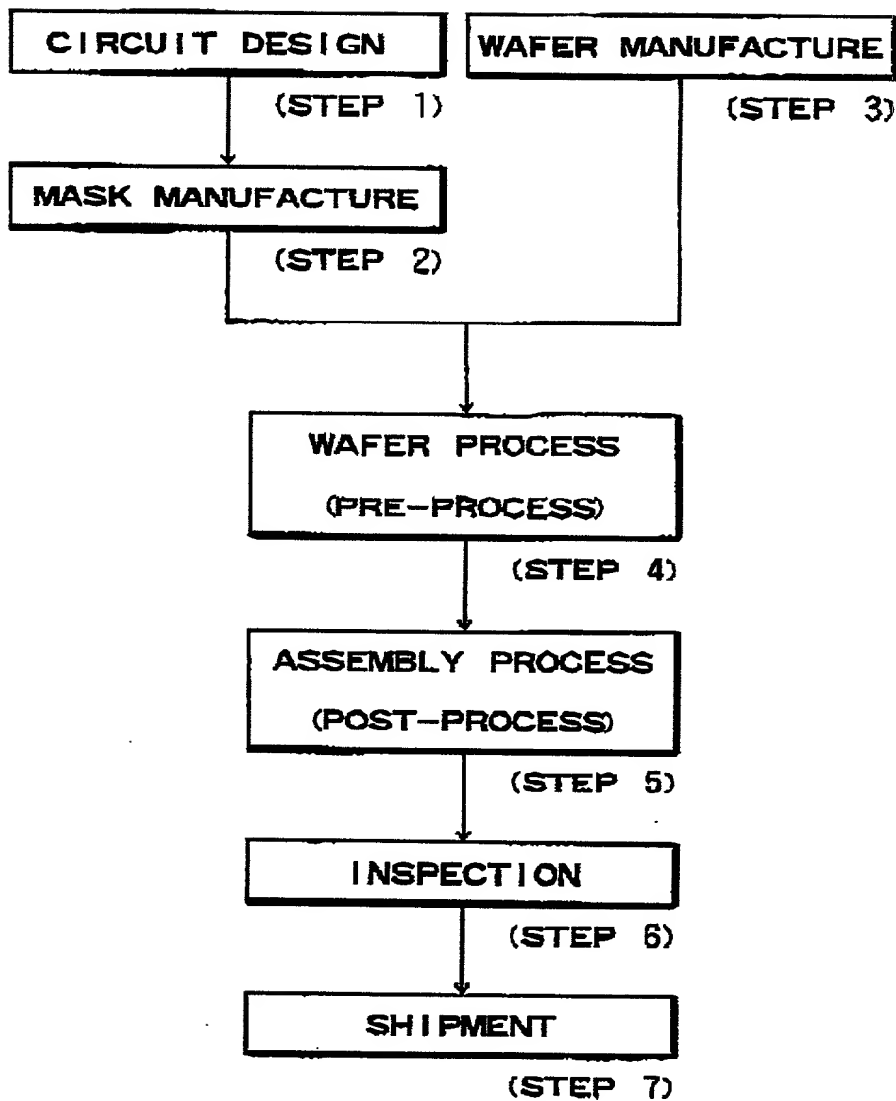 CIRCUIT DESIGN
(STEP 1)
WAFER MANUFACTURE
(STEP 3)
MASK MANUFACTURE
(STEP 2)
WAFER PROCESS
(PRE-PROCESS)
(STEP 4)
ASSEMBLY PROCESS
(POST-PROCESS)
(STEP 5)
INSPECTION
(STEP 6)
SHIPMENT
(STEP 7)